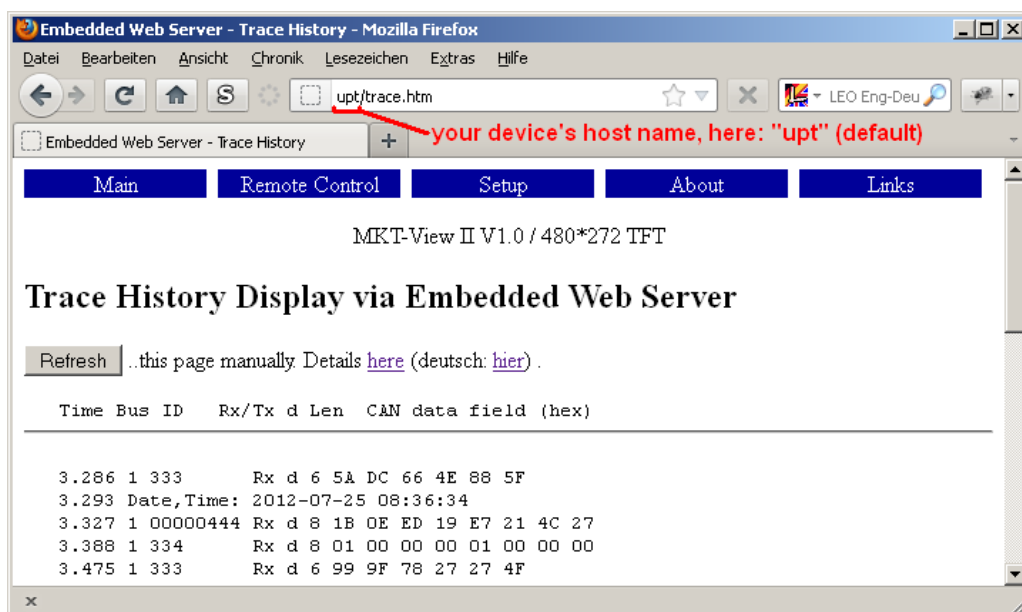 Embedded Web Server - Trace History - Mozilla Firefox
Datei Bearbeiten Ansicht Chronik Lesezeichen Extras Hilfe
S upt/trace.htm LEO Eng-Deu
your device's host name, here: "upt" (default)
Embedded Web Server - Trace History +
Main Remote Control Setup About Links
MKT-View II V1.0 / 480*272 TFT
Trace History Display via Embedded Web Server
Refresh ..this page manually. Details here (deutsch: hier) .
Time Bus ID Rx/Tx d Len CAN data field (hex)
3.286 1 333 Rx d 6 5A DC 66 4E 88 5F
3.293 Date,Time: 2012-07-25 08:36:34
3.327 1 00000444 Rx d 8 1B 0E ED 19 E7 21 4C 27
3.388 1 334 Rx d 8 01 00 00 00 01 00 00 00
3.475 1 333 Rx d 6 99 9F 78 27 27 4F
x